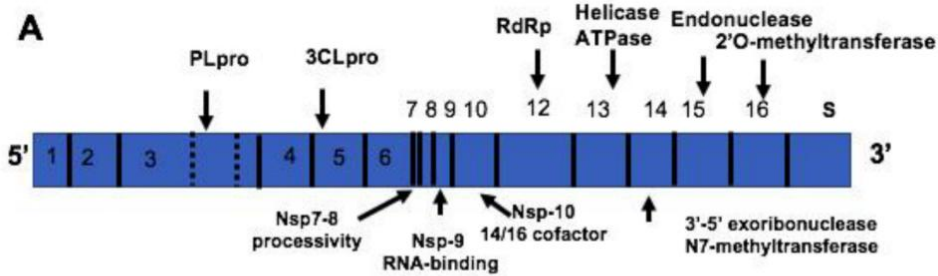 A
PLpro
3CLpro
RdRp
Helicase
ATPase
Endonuclease
2'O-methyltransferase
7 8 9 10 12 13 14 15 16 S
5' 1 2 3 4 5 6 3'
Nsp7-8
processivity
Nsp-9
RNA-binding
Nsp-10
14/16 cofactor
3'-5' exoribonuclease
N7-methyltransferase